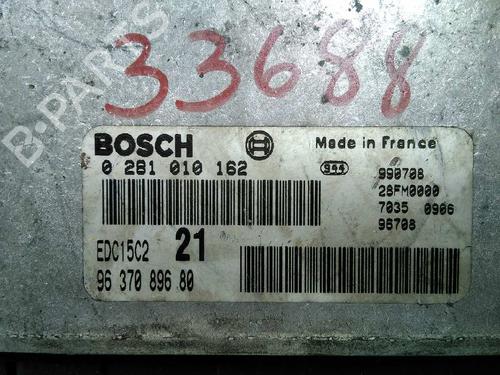 33688
B-PARTS
BOSCH
Made in France
0 281 010 162
944
990708
28FM0000
7035 0906
96708
EDC15C2 21
96 370 896 80